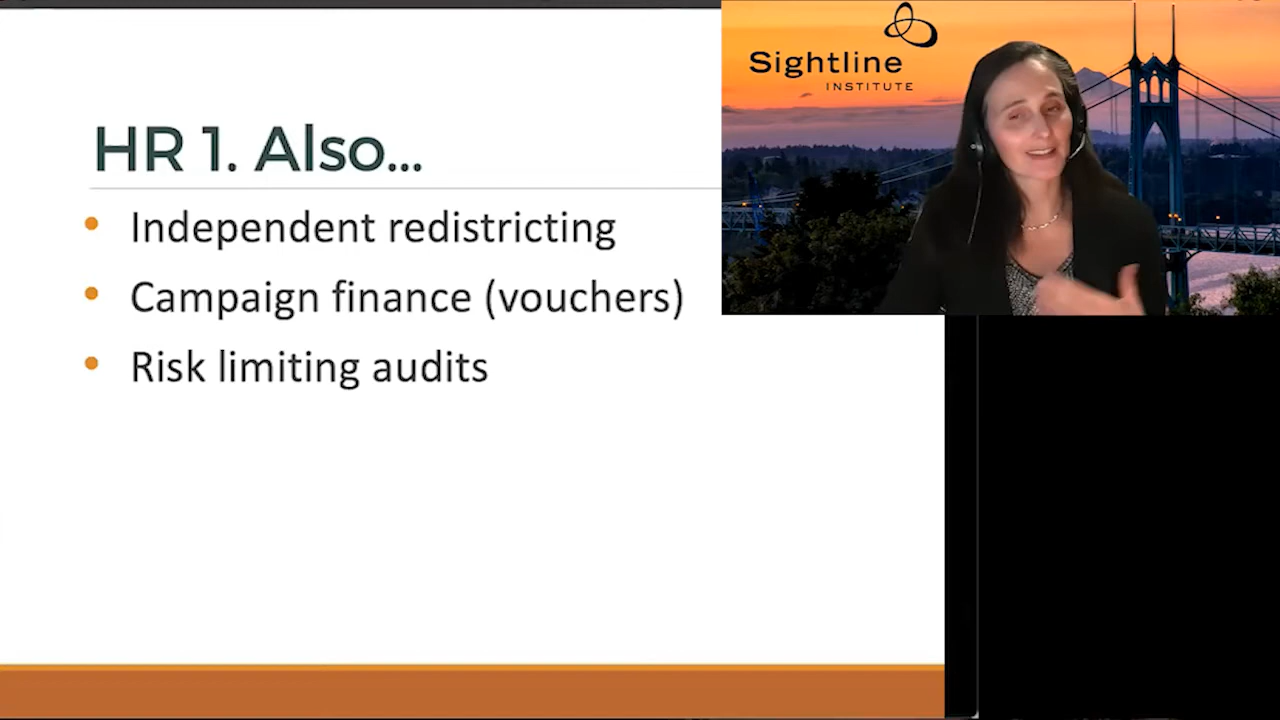 HR 1. Also...
Independent redistricting
Campaign finance (vouchers)
Risk limiting audits
Sightline
INSTITUTE